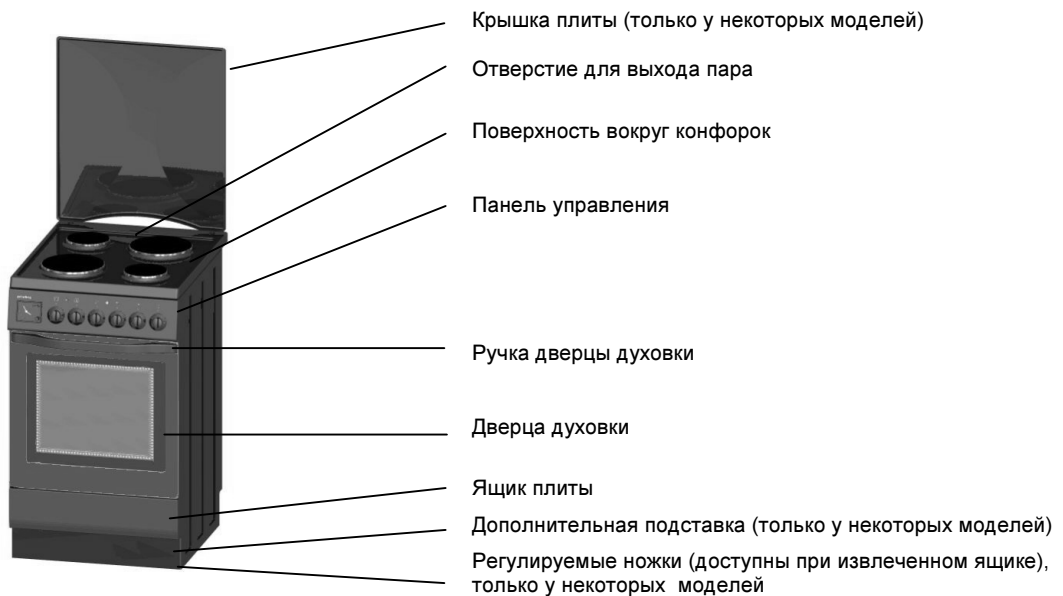 Крышка плиты (только у некоторых моделей)
Отверстие для выхода пара
Поверхность вокруг конфорок
Панель управления
Ручка дверцы духовки
Дверца духовки
Ящик плиты
Дополнительная подставка (только у некоторых моделей)
Регулируемые ножки (доступны при извлеченном ящике),
только у некоторых моделей